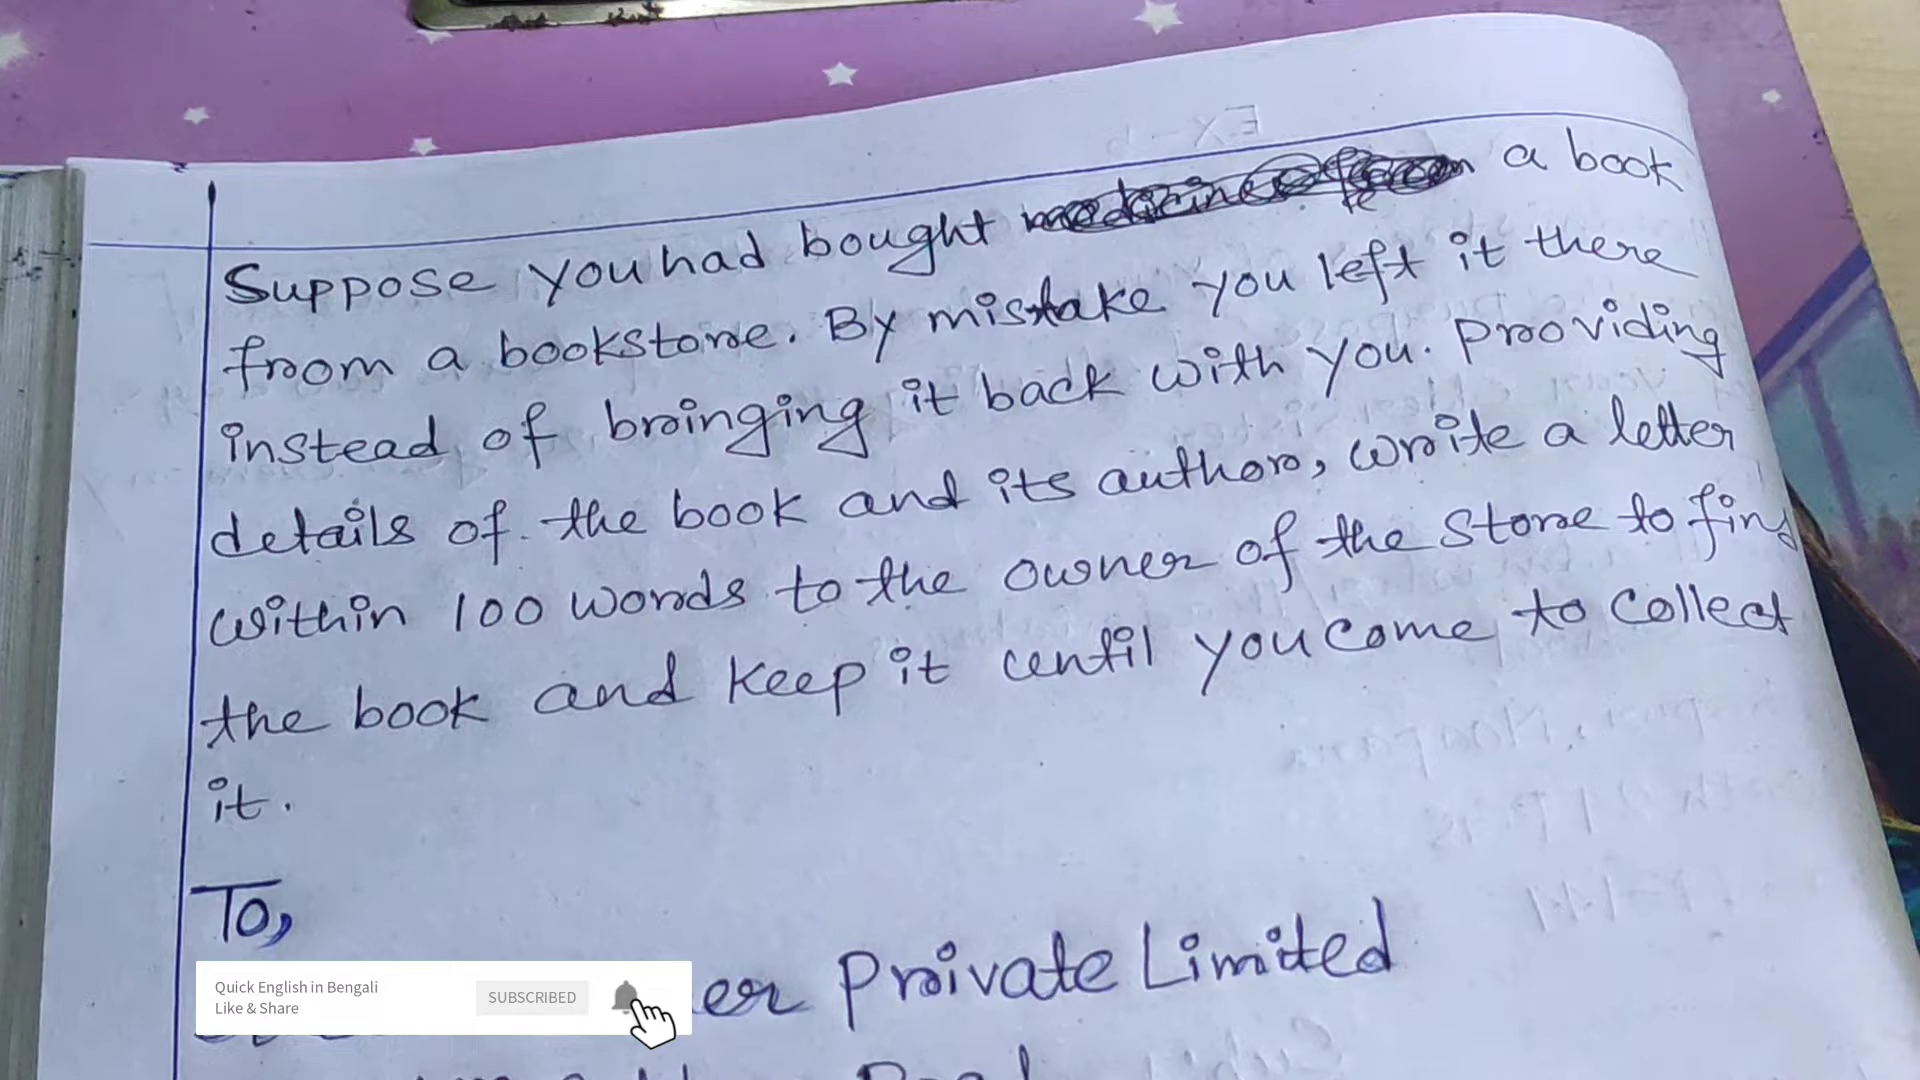 Suppose you had bought a book
from a bookstore. By mistake you left it there
instead of bringing it back with you. Providing
details of the book and its author, write a letter
within 100 words to the owner of the store to find
the book and keep it until you come to collect
it.
To,
er Private Limited
Quick English in Bengali
Like & Share
SUBSCRIBED